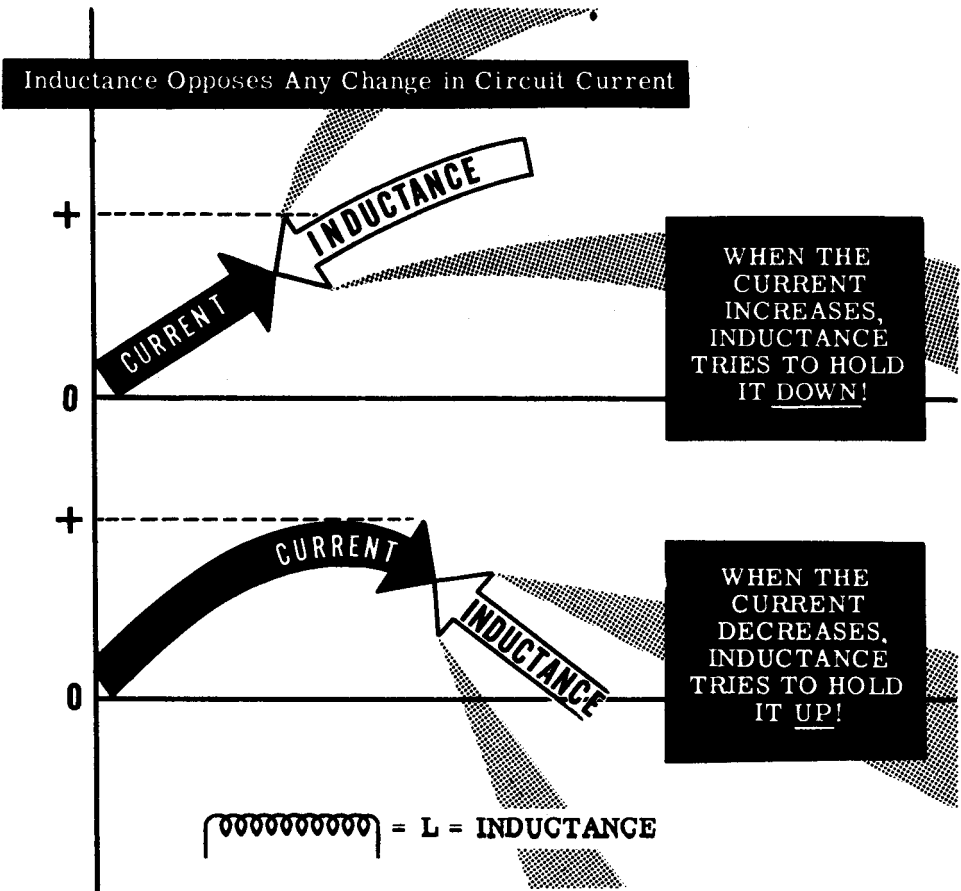 Inductance Opposes Any Change in Circuit Current
+
INDUCTANCE
CURRENT
0
WHEN THE
CURRENT
INCREASES,
INDUCTANCE
TRIES TO HOLD
IT DOWN!
+
CURRENT
INDUCTANCE
0
WHEN THE
CURRENT
DECREASES,
INDUCTANCE
TRIES TO HOLD
IT UP!
= L = INDUCTANCE